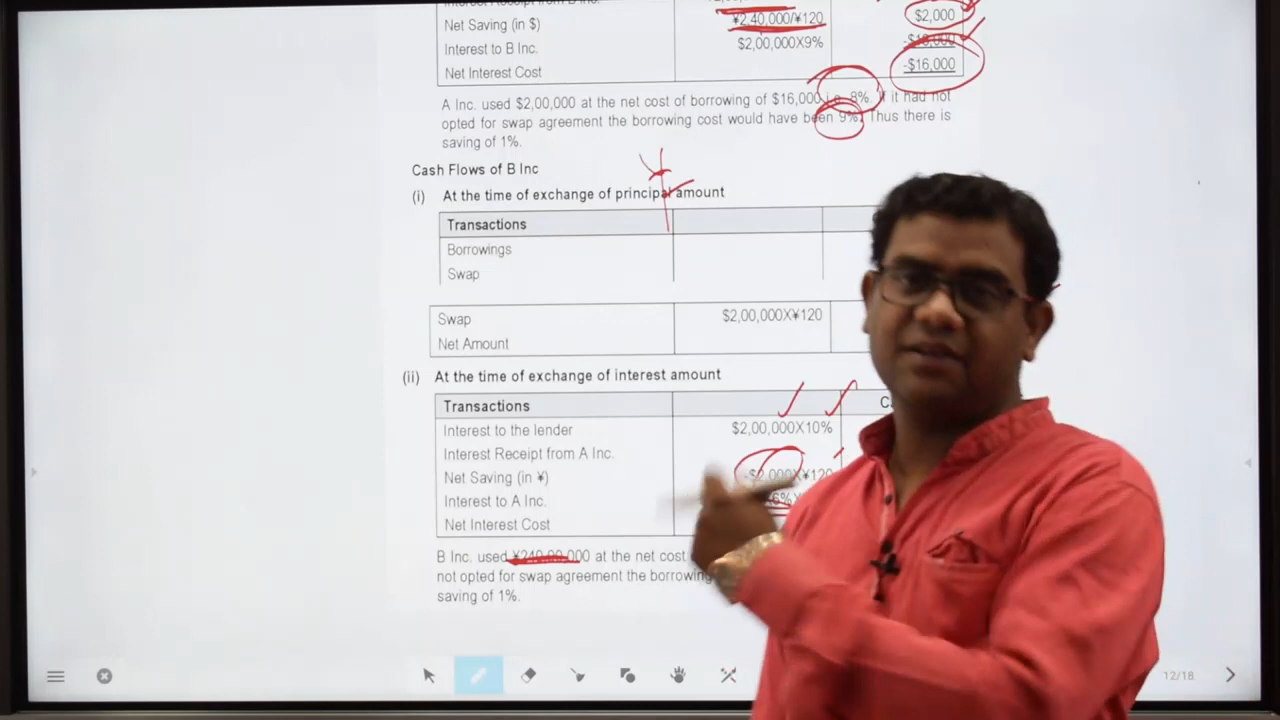 Net Saving (in $) ¥2,40,000/¥120 $2,000
Interest to B Inc. $2,00,000X9%
Net Interest Cost -$16,000
A Inc. used $2,00,000 at the net cost of borrowing of $16,000 i.e. 8%. If it had not
opted for swap agreement the borrowing cost would have been 9%. Thus there is
saving of 1%.
Cash Flows of B Inc
(i) At the time of exchange of principal amount
Transactions
Borrowings
Swap
Swap $2,00,000X¥120
Net Amount
(ii) At the time of exchange of interest amount
Transactions
Interest to the lender $2,00,000X10%
Interest Receipt from A Inc.
Net Saving (in ¥) -$2,000X¥120
Interest to A Inc.
Net Interest Cost
B Inc. used ¥240,00,000 at the net cost
not opted for swap agreement the borrowing
saving of 1%.
12/18